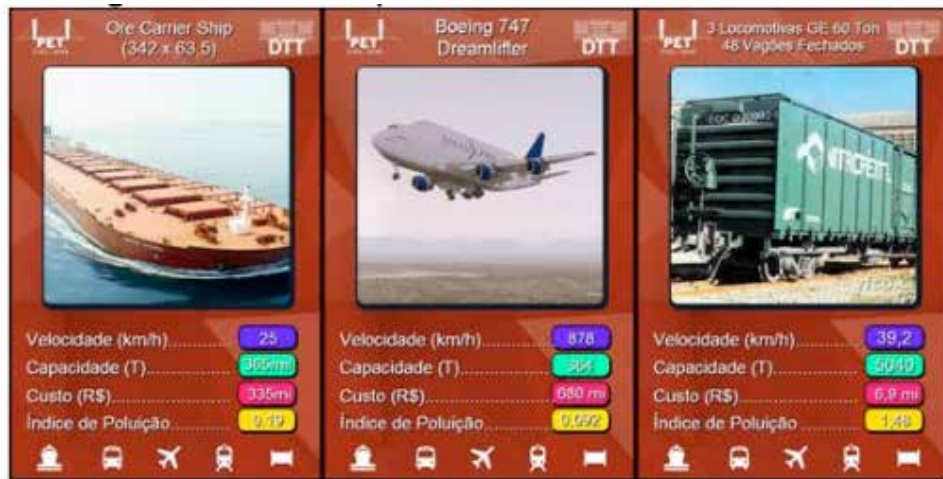 PET
Ore Carrier Ship
(342 x 63,5)
DTT
Velocidade (km/h)
25
Capacidade (T)
365mi
Custo (R$)
335mi
Índice de Poluição
0,19
PET
Boeing 747
Dreamlifter
DTT
Velocidade (km/h)
878
Capacidade (T)
364
Custo (R$)
680 mi
Índice de Poluição
0,092
PET
3 Locomotivas GE 60 Ton
48 Vagões Fechados
DTT
Velocidade (km/h)
39,2
Capacidade (T)
5040
Custo (R$)
6,9 mi
Índice de Poluição
1,48